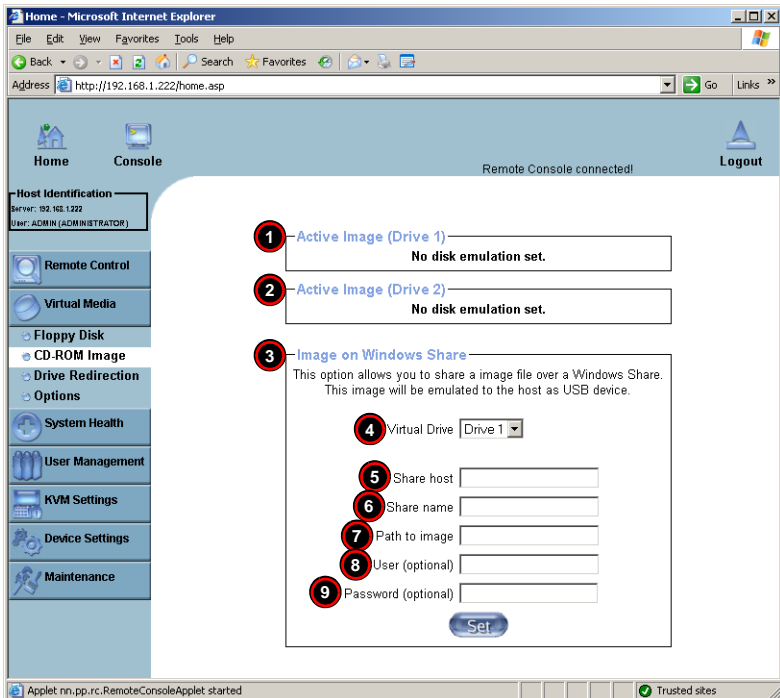 Home - Microsoft Internet Explorer
File Edit View Favorites Tools Help
Back Search Favorites
Address http://192.168.1.222/home.asp Go Links »
Home Console Logout
Remote Console connected!
Host Identification
Server: 192.168.1.222
User: ADMIN (ADMINISTRATOR)
Remote Control
Virtual Media
Floppy Disk
CD-ROM Image
Drive Redirection
Options
System Health
User Management
KVM Settings
Device Settings
Maintenance
1 Active Image (Drive 1)
No disk emulation set.
2 Active Image (Drive 2)
No disk emulation set.
3 Image on Windows Share
This option allows you to share a image file over a Windows Share.
This image will be emulated to the host as USB device.
4 Virtual Drive Drive 1
5 Share host
6 Share name
7 Path to image
8 User (optional)
9 Password (optional)
Set
Applet nn.pp.rc.RemoteConsoleApplet started Trusted sites